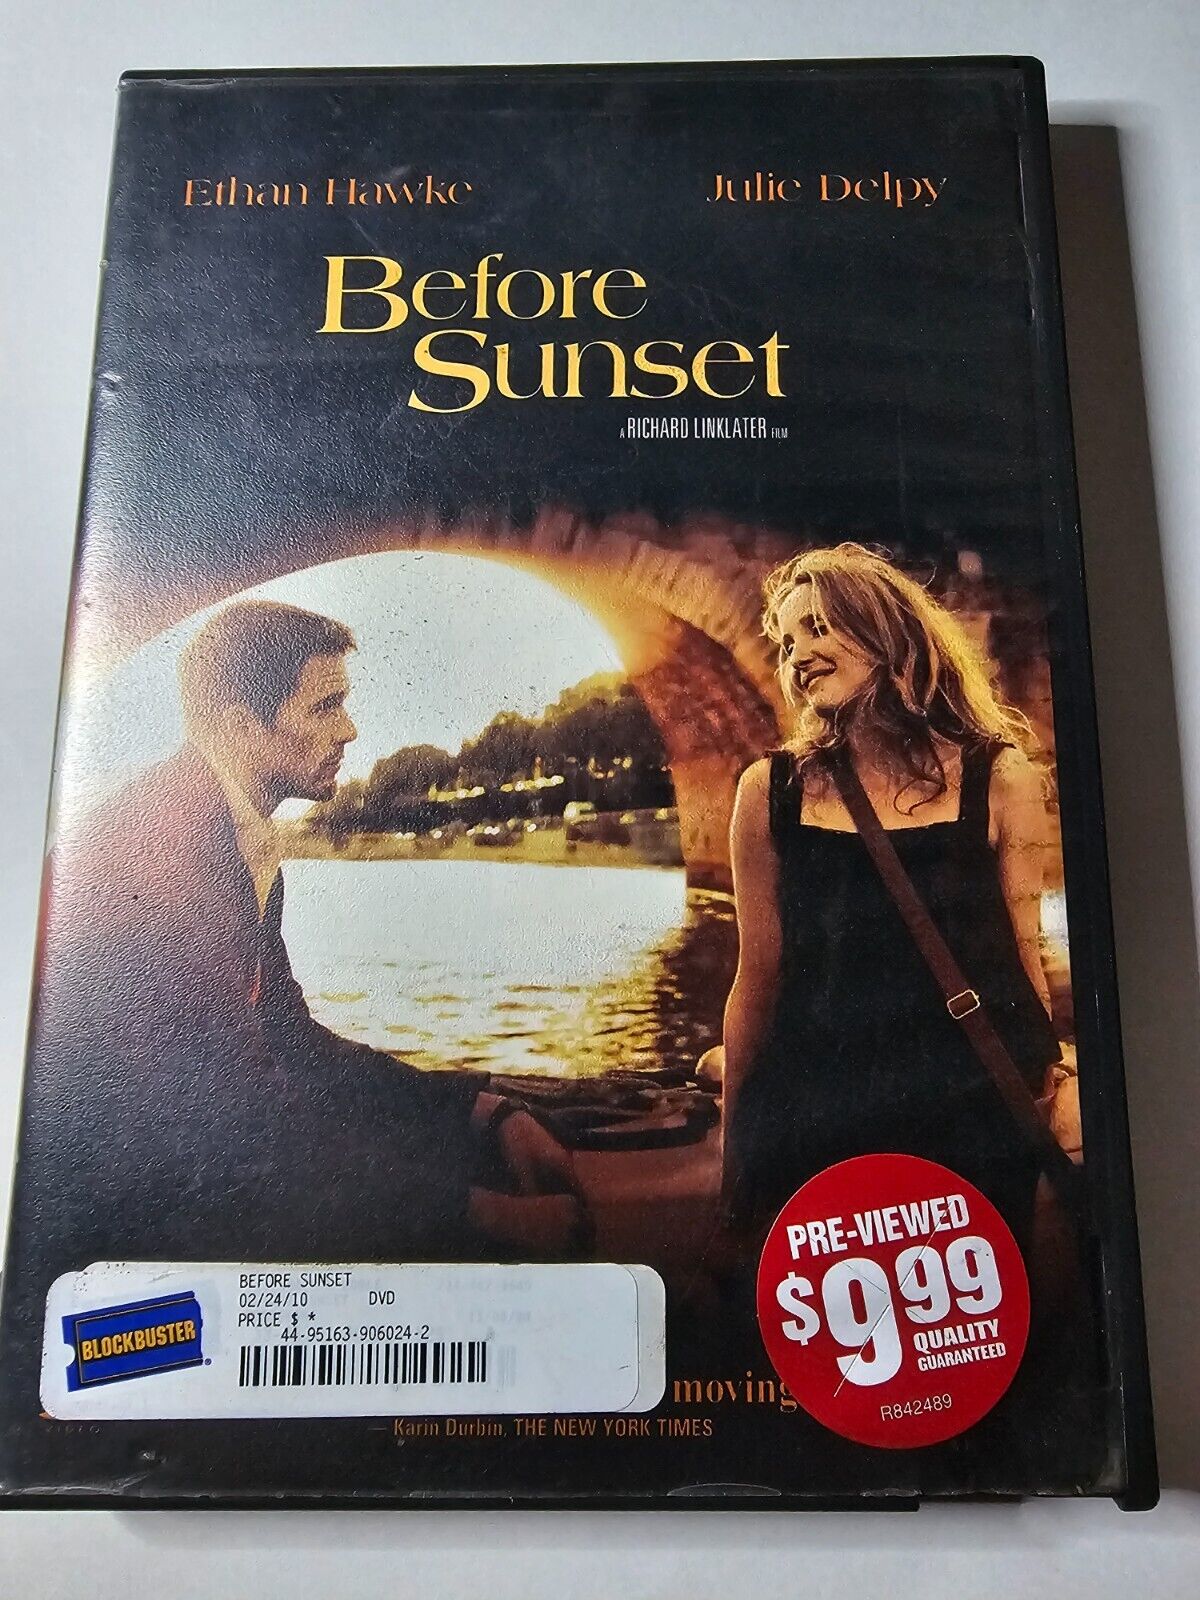 Ethan Hawke
Julie Delpy
Before
Sunset
A RICHARD LINKLATER FILM
BLOCKBUSTER
BEFORE SUNSET
02/24/10 DVD
PRICE $ *
44-95163-906024-2
PRE-VIEWED
$9.99
QUALITY
GUARANTEED
R842489
moving
VIDEO
— Karin Durbin, THE NEW YORK TIMES